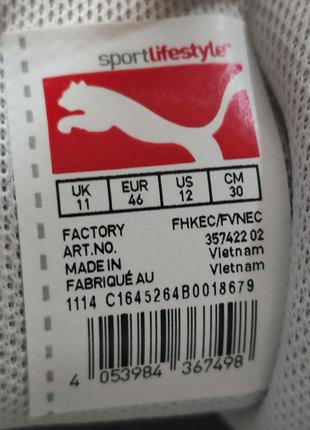 sportlifestyle
UK EUR US CM
11 46 12 30
FACTORY FHKEC/FVNEC
ART.NO. 357422 02
MADE IN Vietnam
FABRIQUÉ AU Vietnam
1114 C1645264B0018679
4 053984 367498